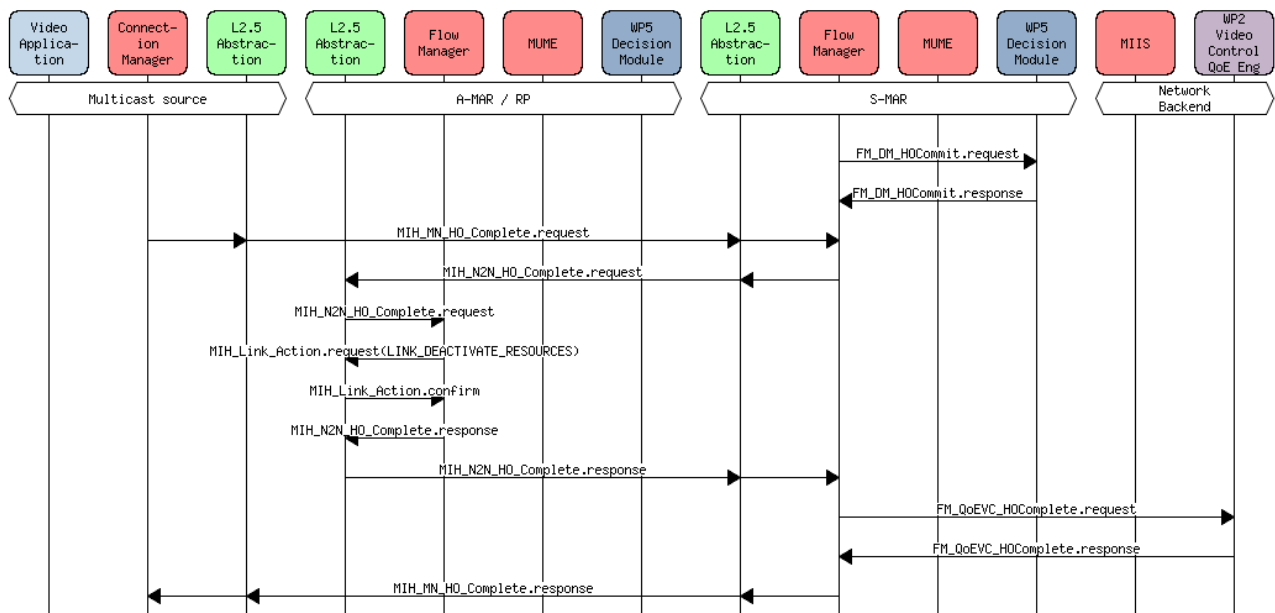 Video
Applica-
tion
Connect-
ion
Manager
L2.5
Abstrac-
tion
L2.5
Abstrac-
tion
Flow
Manager
MUME
WP5
Decision
Module
L2.5
Abstrac-
tion
Flow
Manager
MUME
WP5
Decision
Module
MIIS
WP2
Video
Control
QoE Eng
Multicast source
A-MAR / RP
S-MAR
Network
Backend
FM_DM_HOCommit.request
FM_DM_HOCommit.response
MIH_MN_HO_Complete.request
MIH_N2N_HO_Complete.request
MIH_N2N_HO_Complete.request
MIH_Link_Action.request(LINK_DEACTIVATE_RESOURCES)
MIH_Link_Action.confirm
MIH_N2N_HO_Complete.response
MIH_N2N_HO_Complete.response
FM_QoEVC_HOComplete.request
FM_QoEVC_HOComplete.response
MIH_MN_HO_Complete.response